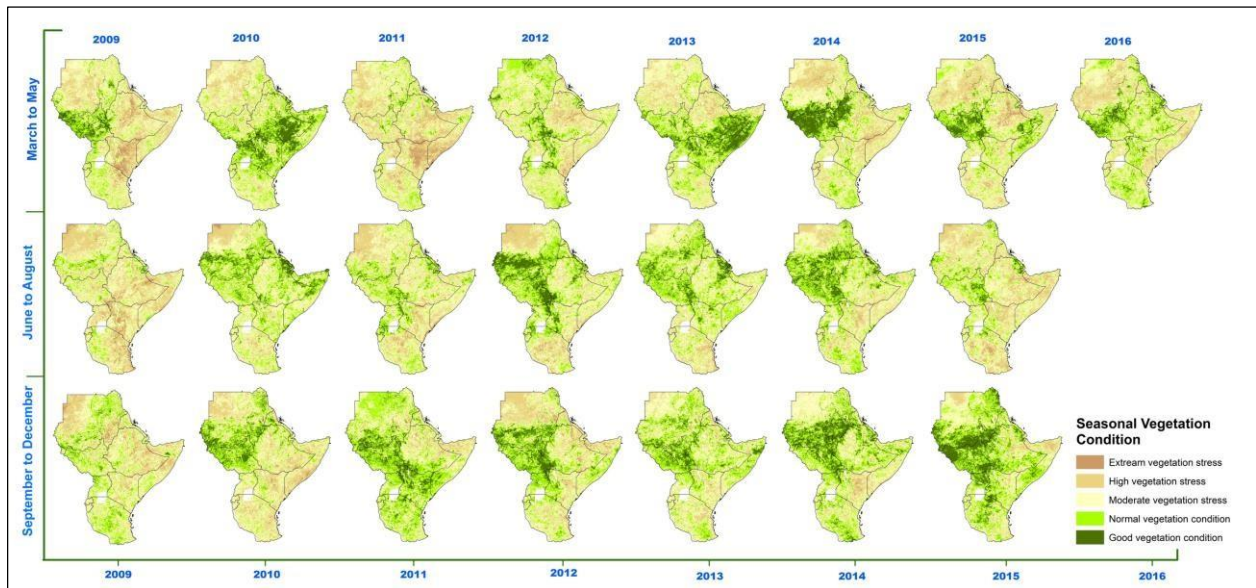 2009
2010
2011
2012
2013
2014
2015
2016
March to May
June to August
September to December
Seasonal Vegetation
Condition
Extream vegetation stress
High vegetation stress
Moderate vegetation stress
Normal vegetation condition
Good vegetation condition
2009
2010
2011
2012
2013
2014
2015
2016